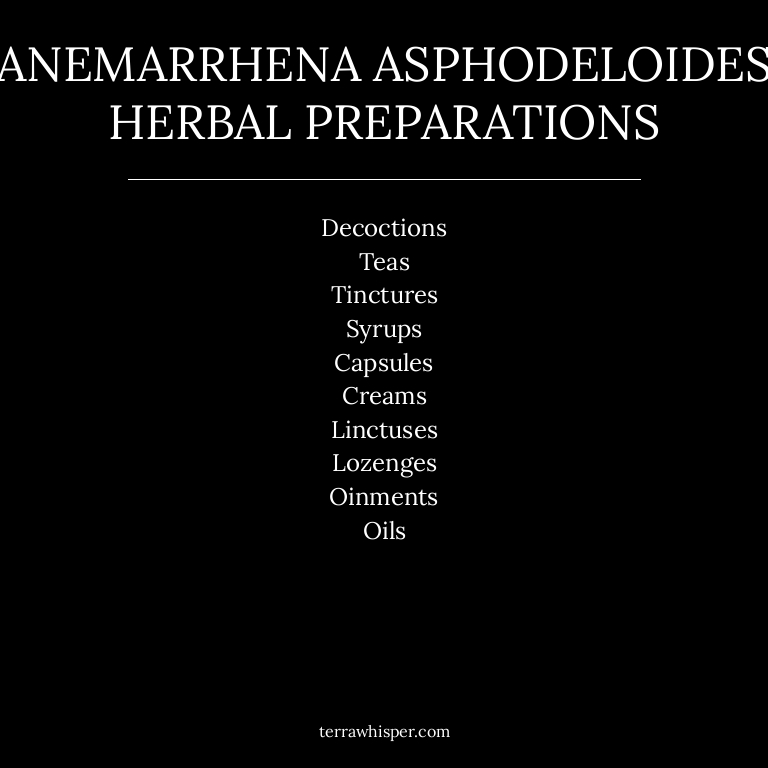 ANEMARRHENA ASPHODELOIDES
HERBAL PREPARATIONS
Decoctions
Teas
Tinctures
Syrups
Capsules
Creams
Linctuses
Lozenges
Oinments
Oils
terrawhisper.com